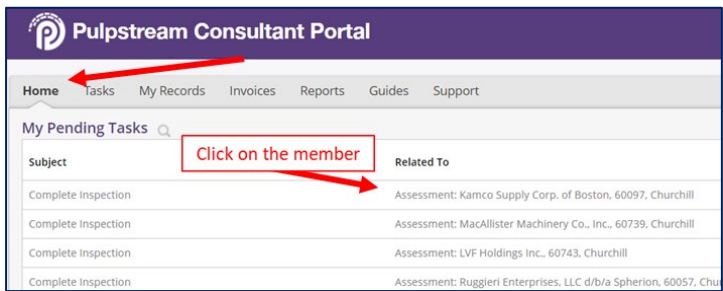 Pulpstream Consultant Portal
Home Tasks My Records Invoices Reports Guides Support
My Pending Tasks
Click on the member
Subject Related To
Complete Inspection Assessment: Kamco Supply Corp. of Boston, 60097, Churchill
Complete Inspection Assessment: MacAllister Machinery Co., Inc., 60739, Churchill
Complete Inspection Assessment: LVF Holdings Inc., 60743, Churchill
Complete Inspection Assessment: Ruggieri Enterprises, LLC d/b/a Spherion, 60057, Chu